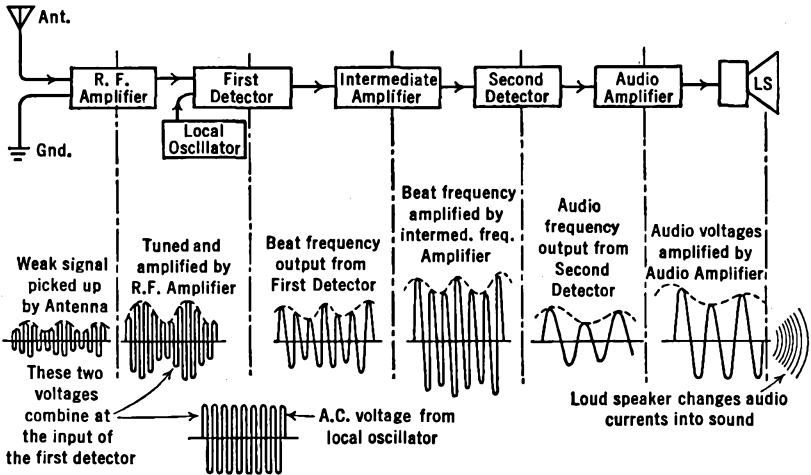 Ant.
R. F.
Amplifier
First
Detector
Intermediate
Amplifier
Second
Detector
Audio
Amplifier
LS
Local
Oscillator
Gnd.
Weak signal
picked up
by Antenna
Tuned and
amplified by
R.F. Amplifier
Beat frequency
output from
First Detector
Beat frequency
amplified by
intermed. freq.
Amplifier
Audio
frequency
output from
Second
Detector
Audio voltages
amplified by
Audio Amplifier
These two
voltages
combine at
the input of
the first detector
A.C. voltage from
local oscillator
Loud speaker changes audio
currents into sound